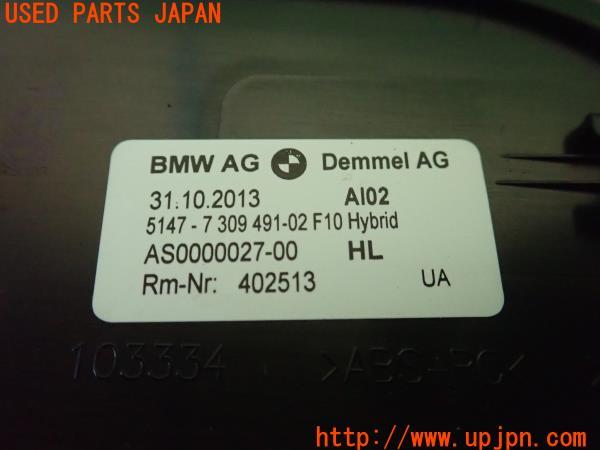 USED PARTS JAPAN
BMW AG Demmel AG
31.10.2013 AI02
5147 - 7 309 491-02 F10 Hybrid
AS0000027-00 HL
Rm-Nr: 402513 UA
103334 >ABS+PC<
UPJ
www.upjpn.com